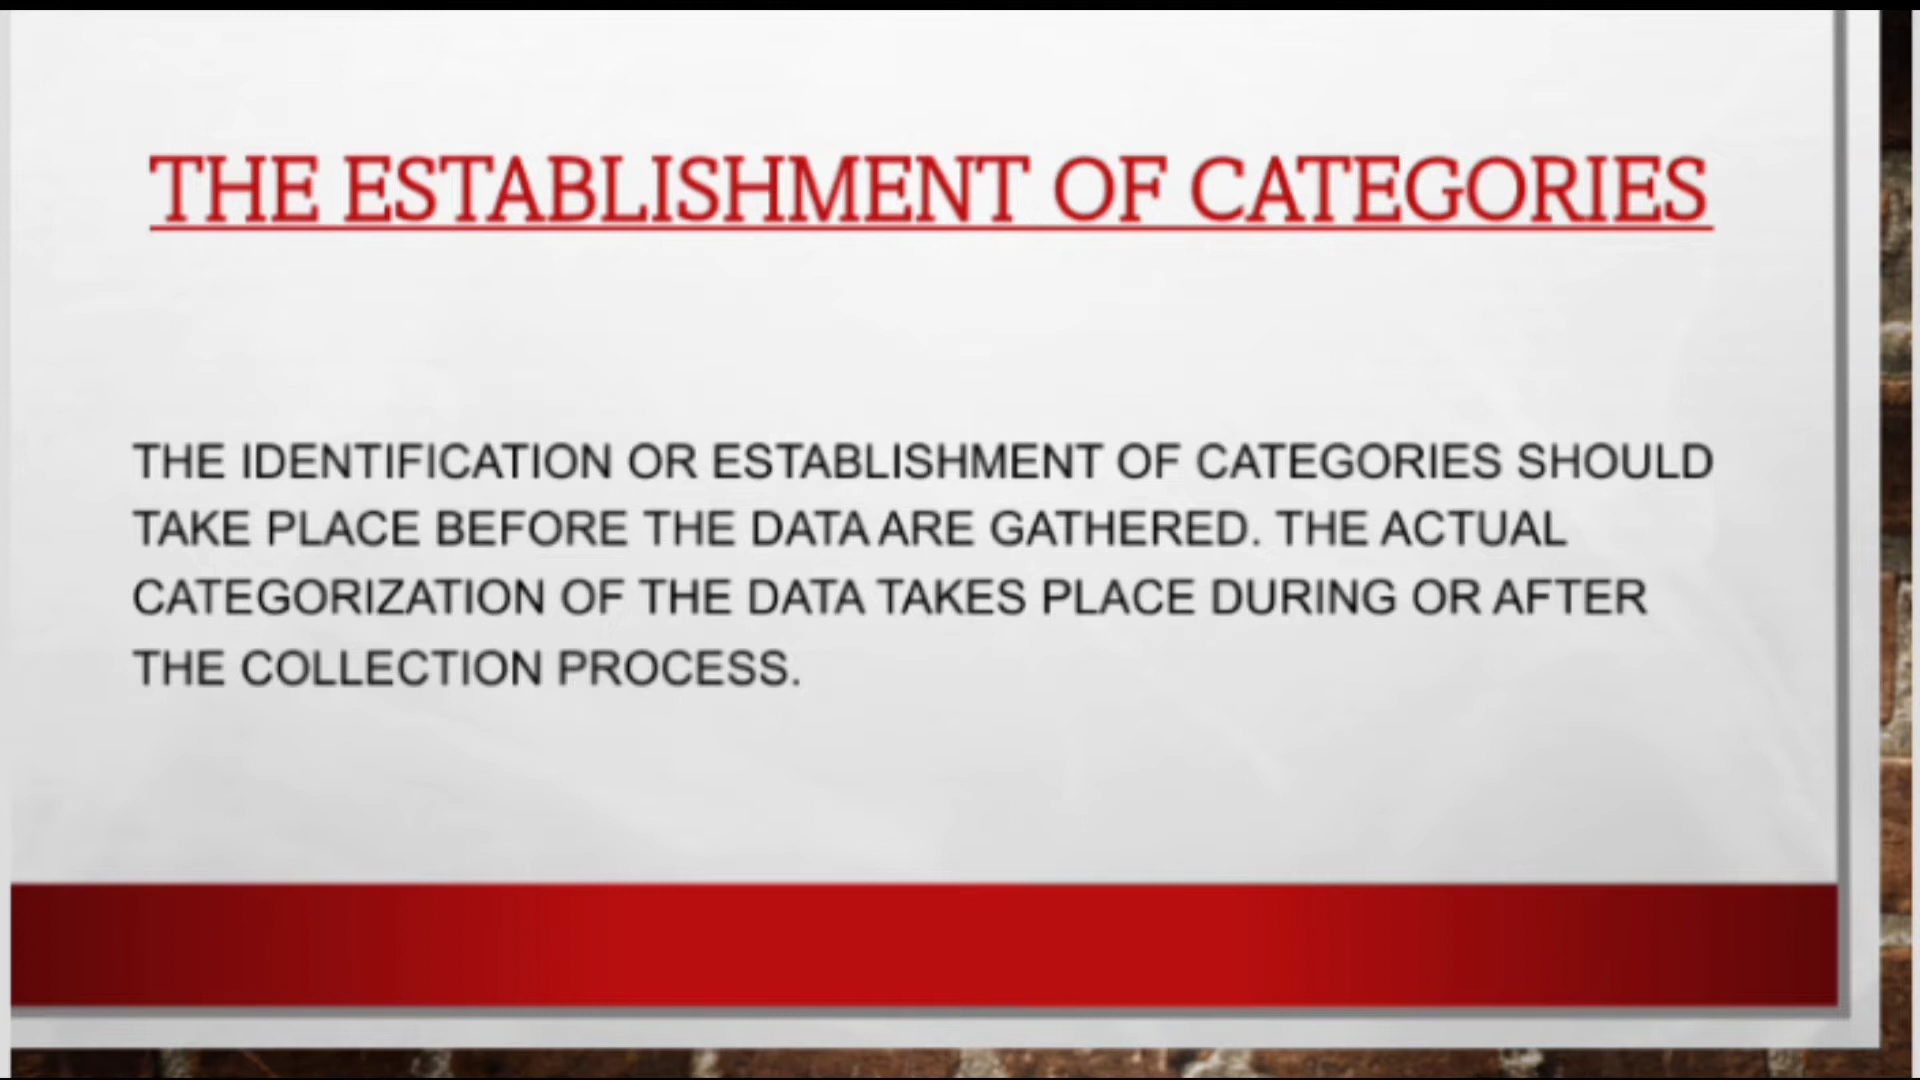 THE ESTABLISHMENT OF CATEGORIES
THE IDENTIFICATION OR ESTABLISHMENT OF CATEGORIES SHOULD
TAKE PLACE BEFORE THE DATA ARE GATHERED. THE ACTUAL
CATEGORIZATION OF THE DATA TAKES PLACE DURING OR AFTER
THE COLLECTION PROCESS.